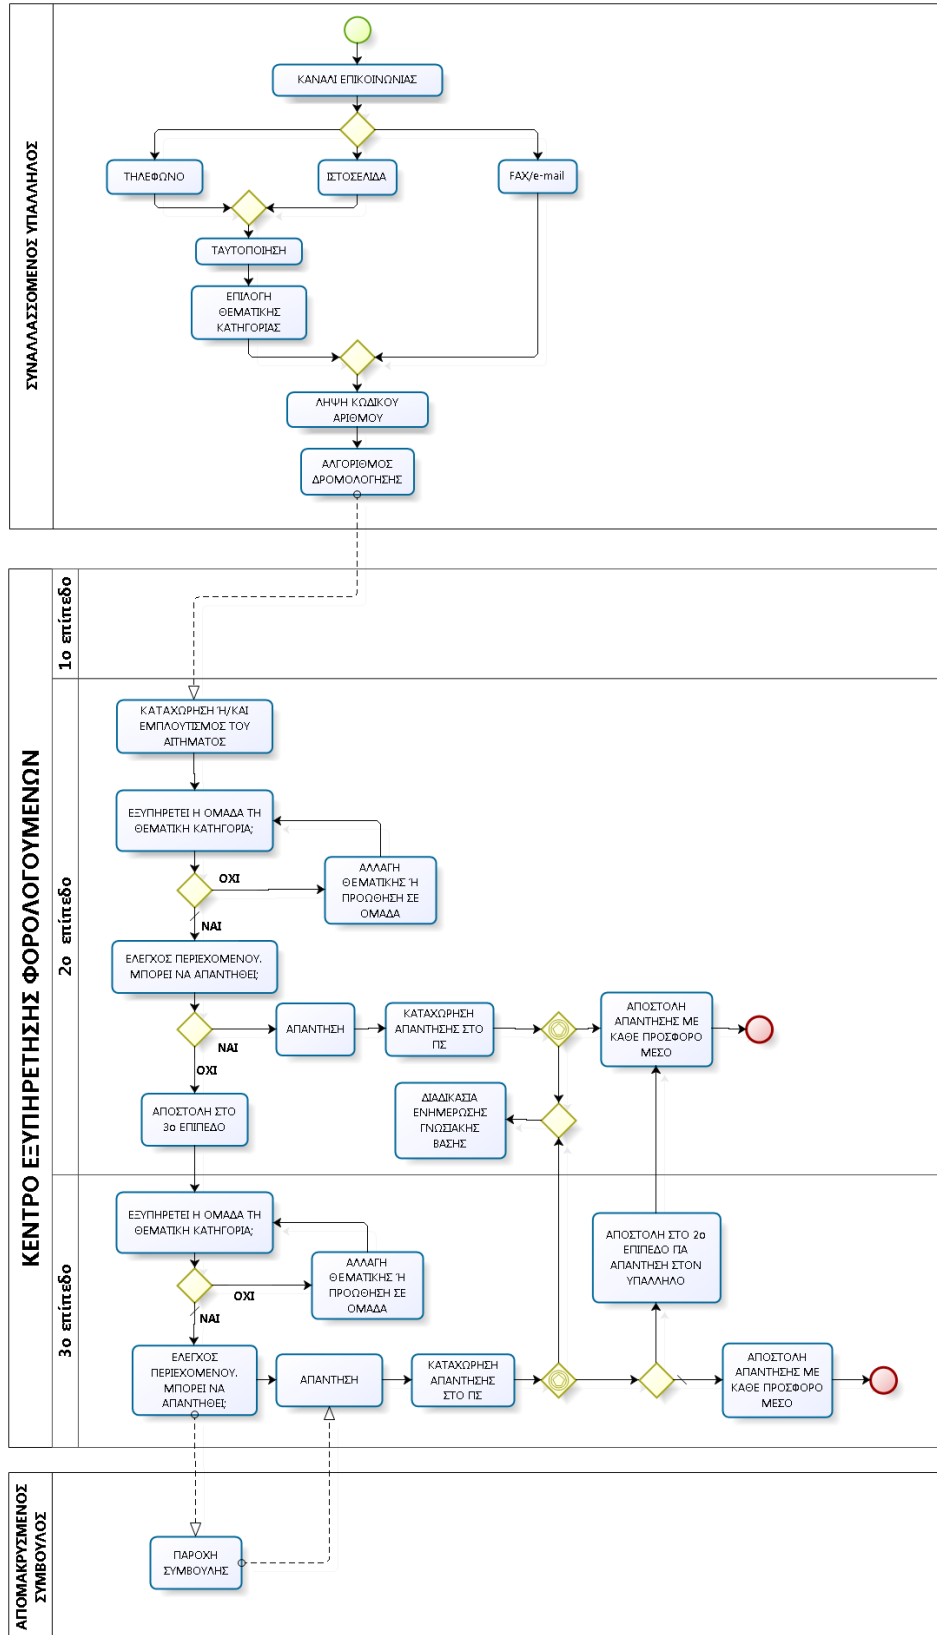 ΣΥΝΑΛΛΑΣΣΟΜΕΝΟΣ ΥΠΑΛΛΗΛΟΣ
ΚΑΝΑΛΙ ΕΠΙΚΟΙΝΩΝΙΑΣ
ΤΗΛΕΦΩΝΟ
ΙΣΤΟΣΕΛΙΔΑ
FAX/e-mail
ΤΑΥΤΟΠΟΙΗΣΗ
ΕΠΙΛΟΓΗ
ΘΕΜΑΤΙΚΗΣ
ΚΑΤΗΓΟΡΙΑΣ
ΛΗΨΗ ΚΩΔΙΚΟΥ
ΑΡΙΘΜΟΥ
ΑΛΓΟΡΙΘΜΟΣ
ΔΡΟΜΟΛΟΓΗΣΗΣ
ΚΕΝΤΡΟ ΕΞΥΠΗΡΕΤΗΣΗΣ ΦΟΡΟΛΟΓΟΥΜΕΝΩΝ
1ο επίπεδο
2ο επίπεδο
ΚΑΤΑΧΩΡΗΣΗ Ή/ΚΑΙ
ΕΜΠΛΟΥΤΙΣΜΟΣ ΤΟΥ
ΑΙΤΗΜΑΤΟΣ
ΕΞΥΠΗΡΕΤΕΙ Η ΟΜΑΔΑ ΤΗ
ΘΕΜΑΤΙΚΗ ΚΑΤΗΓΟΡΙΑ;
ΟΧΙ
ΑΛΛΑΓΗ
ΘΕΜΑΤΙΚΗΣ Ή
ΠΡΟΩΘΗΣΗ ΣΕ
ΟΜΑΔΑ
ΝΑΙ
ΕΛΕΓΧΟΣ ΠΕΡΙΕΧΟΜΕΝΟΥ.
ΜΠΟΡΕΙ ΝΑ ΑΠΑΝΤΗΘΕΙ;
ΝΑΙ
ΑΠΑΝΤΗΣΗ
ΚΑΤΑΧΩΡΗΣΗ
ΑΠΑΝΤΗΣΗΣ ΣΤΟ
ΠΣ
ΑΠΟΣΤΟΛΗ
ΑΠΑΝΤΗΣΗΣ ΜΕ
ΚΑΘΕ ΠΡΟΣΦΟΡΟ
ΜΕΣΟ
ΟΧΙ
ΑΠΟΣΤΟΛΗ ΣΤΟ
3ο ΕΠΙΠΕΔΟ
ΔΙΑΔΙΚΑΣΙΑ
ΕΝΗΜΕΡΩΣΗΣ
ΓΝΩΣΙΑΚΗΣ
ΒΑΣΗΣ
3ο επίπεδο
ΕΞΥΠΗΡΕΤΕΙ Η ΟΜΑΔΑ ΤΗ
ΘΕΜΑΤΙΚΗ ΚΑΤΗΓΟΡΙΑ;
ΟΧΙ
ΑΛΛΑΓΗ
ΘΕΜΑΤΙΚΗΣ Ή
ΠΡΟΩΘΗΣΗ ΣΕ
ΟΜΑΔΑ
ΑΠΟΣΤΟΛΗ ΣΤΟ 2ο
ΕΠΙΠΕΔΟ ΓΙΑ
ΑΠΑΝΤΗΣΗ ΣΤΟΝ
ΥΠΑΛΛΗΛΟ
ΝΑΙ
ΕΛΕΓΧΟΣ
ΠΕΡΙΕΧΟΜΕΝΟΥ.
ΜΠΟΡΕΙ ΝΑ
ΑΠΑΝΤΗΘΕΙ;
ΑΠΑΝΤΗΣΗ
ΚΑΤΑΧΩΡΗΣΗ
ΑΠΑΝΤΗΣΗΣ
ΣΤΟ ΠΣ
ΑΠΟΣΤΟΛΗ
ΑΠΑΝΤΗΣΗΣ ΜΕ
ΚΑΘΕ ΠΡΟΣΦΟΡΟ
ΜΕΣΟ
ΑΠΟΜΑΚΡΥΣΜΕΝΟΣ
ΣΥΜΒΟΥΛΟΣ
ΠΑΡΟΧΗ
ΣΥΜΒΟΥΛΗΣ